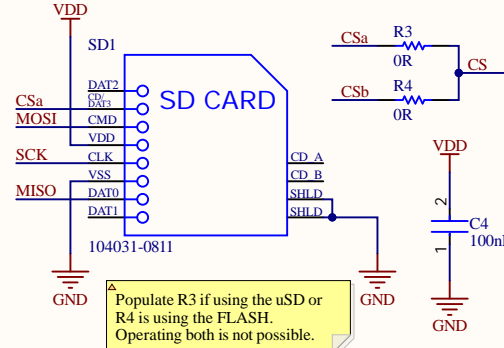 VDD
SD1
DAT2
CD/
DAT3
CSa
MOSI
CMD
VDD
SCK
CLK
VSS
MISO
DAT0
DAT1
SD CARD
CD_A
CD_B
SHLD
SHLD
104031-0811
GND
GND
Populate R3 if using the uSD or
R4 is using the FLASH.
Operating both is not possible.
CSa
R3
0R
CS
CSb
R4
0R
VDD
2
C4
100n
1
GND